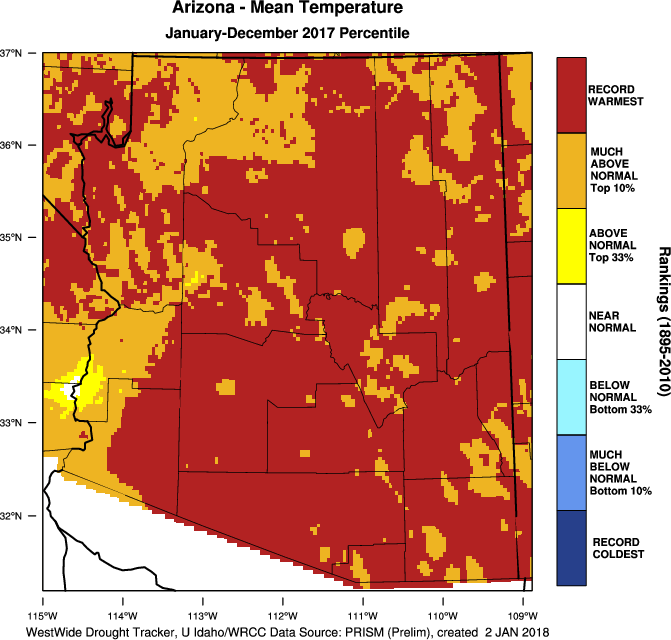 Arizona - Mean Temperature
January-December 2017 Percentile
37°N
36°N
35°N
34°N
33°N
32°N
115°W 114°W 113°W 112°W 111°W 110°W 109°W
RECORD
WARMEST
MUCH
ABOVE
NORMAL
Top 10%
ABOVE
NORMAL
Top 33%
NEAR
NORMAL
BELOW
NORMAL
Bottom 33%
MUCH
BELOW
NORMAL
Bottom 10%
RECORD
COLDEST
Rankings (1895-2010)
WestWide Drought Tracker, U Idaho/WRCC Data Source: PRISM (Prelim), created 2 JAN 2018